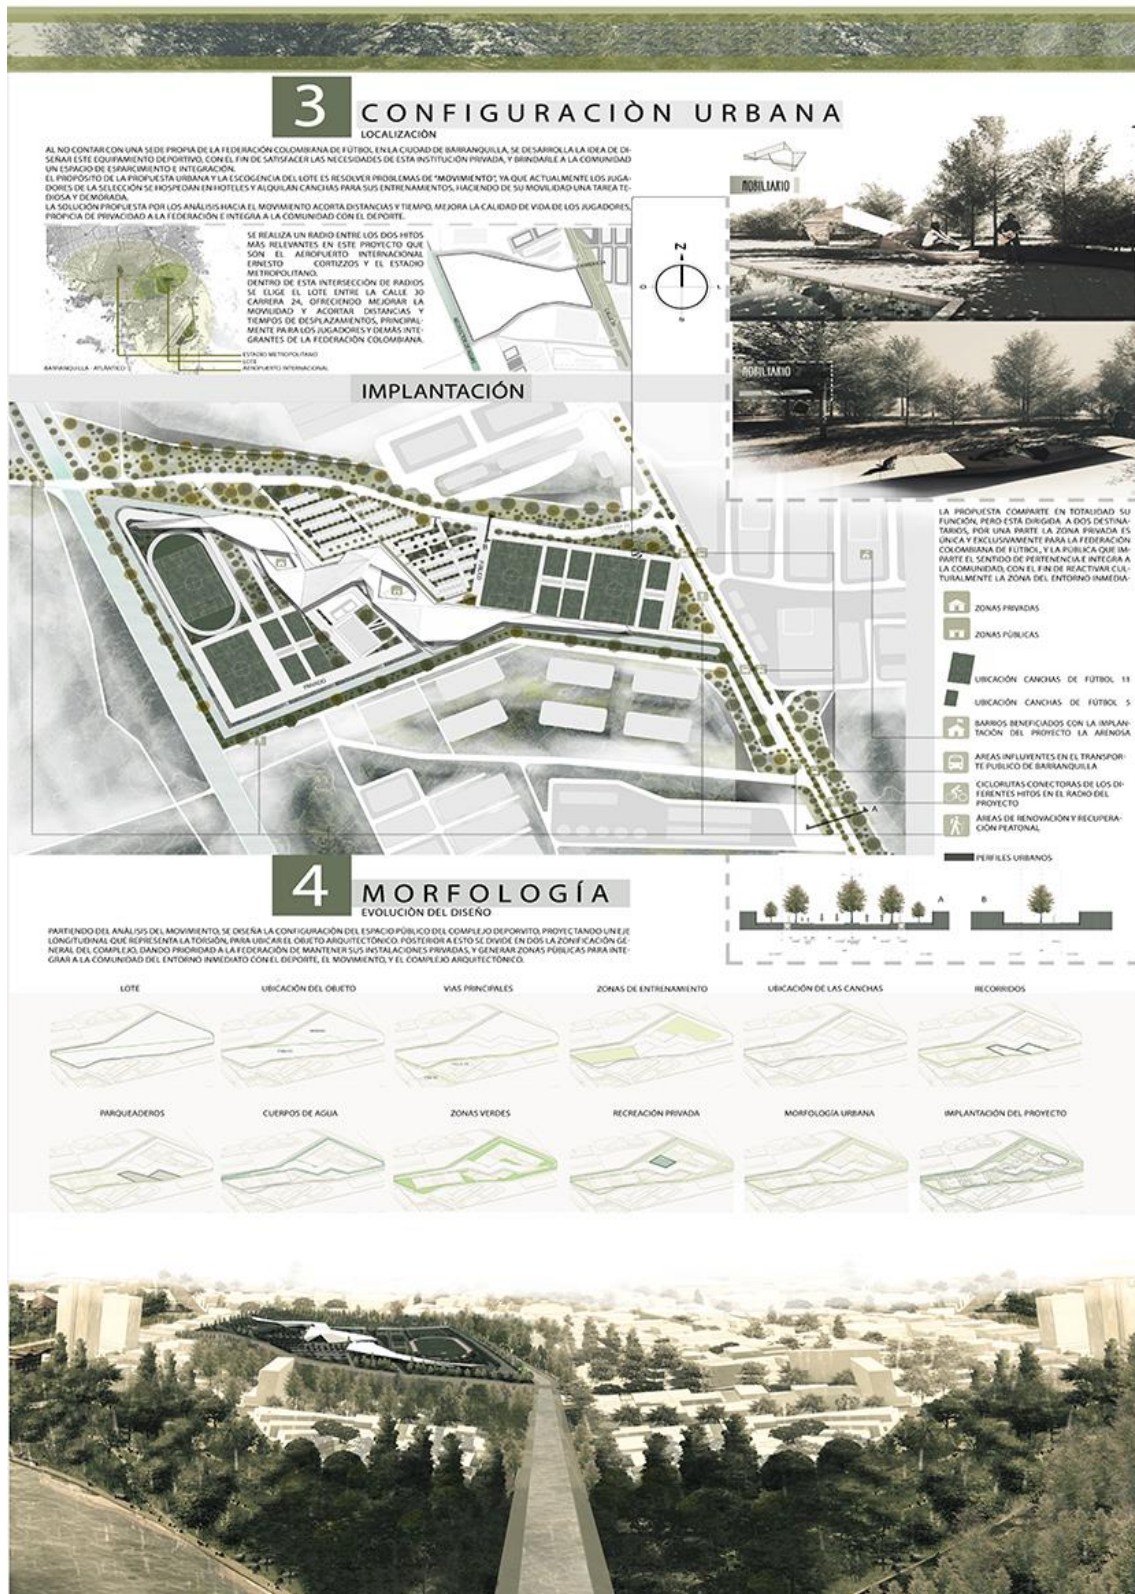 3
CONFIGURACIÒN URBANA
LOCALIZACIÓN
AL NO CONTAR CON UNA SEDE PROPIA DE LA FEDERACIÓN COLOMBIANA DE FÚTBOL EN LA CIUDAD DE BARRANQUILLA, SE DESARROLLA LA IDEA DE DI-
SEÑAR ESTE EQUIPAMIENTO DEPORTIVO, CON EL FIN DE SATISFACER LAS NECESIDADES DE ESTA INSTITUCIÓN PRIVADA, Y BRINDARLE A LA COMUNIDAD
UN ESPACIO DE ESPARCIMIENTO E INTEGRACIÓN.
EL PROPÓSITO DE LA PROPUESTA URBANA Y LA ESCOGENCIA DEL LOTE ES RESOLVER PROBLEMAS DE "MOVIMIENTO", YA QUE ACTUALMENTE LOS JUGA-
DORES DE LA SELECCIÓN SE HOSPEDAN EN HOTELES Y ALQUILAN CANCHAS PARA SUS ENTRENAMIENTOS, HACIENDO DE SU MOVILIDAD UNA TAREA TE-
DIOSA Y DEMORADA.
LA SOLUCIÓN PROPUESTA POR LOS ANÁLISIS HACIA EL MOVIMIENTO ACORTA DISTANCIAS Y TIEMPO, MEJORA LA CALIDAD DE VIDA DE LOS JUGADORES,
PROPICIA DE PRIVACIDAD A LA FEDERACIÓN E INTEGRA A LA COMUNIDAD CON EL DEPORTE.
SE REALIZA UN RADIO ENTRE LOS DOS HITOS
MÁS RELEVANTES EN ESTE PROYECTO QUE
SON EL AEROPUERTO INTERNACIONAL
ERNESTO CORTIZZOS Y EL ESTADIO
METROPOLITANO.
DENTRO DE ESTA INTERSECCIÓN DE RADIOS
SE ELIGE EL LOTE ENTRE LA CALLE 30
CARRERA 24, OFRECIENDO MEJORAR LA
MOVILIDAD Y ACORTAR DISTANCIAS Y
TIEMPOS DE DESPLAZAMIENTOS, PRINCIPAL-
MENTE PARA LOS JUGADORES Y DEMÁS INTE-
GRANTES DE LA FEDERACIÓN COLOMBIANA.
ESTADIO METROPOLITANO
LOTE
AEROPUERTO INTERNACIONAL
BARRANQUILLA - ATLÁNTICO
N
MOBILIARIO
MOBILIARIO
IMPLANTACIÓN
PRIVADO
A
LA PROPUESTA COMPARTE EN TOTALIDAD SU
FUNCIÓN, PERO ESTÁ DIRIGIDA A DOS DESTINA-
TARIOS, POR UNA PARTE LA ZONA PRIVADA ES
ÚNICA Y EXCLUSIVAMENTE PARA LA FEDERACIÓN
COLOMBIANA DE FUTBOL, Y LA PÚBLICA QUE IM-
PARTE EL SENTIDO DE PERTENENCIA E INTEGRA A
LA COMUNIDAD, CON EL FIN DE REACTIVAR CUL-
TURALMENTE LA ZONA DEL ENTORNO INMEDIA-
ZONAS PRIVADAS
ZONAS PÚBLICAS
UBICACIÓN CANCHAS DE FÚTBOL 11
UBICACIÓN CANCHAS DE FÚTBOL 5
BARRIOS BENEFICIADOS CON LA IMPLAN-
TACIÓN DEL PROYECTO LA ARENOSA
AREAS INFLUYENTES EN EL TRANSPOR-
TE PUBLICO DE BARRANQUILLA
CICLORUTAS CONECTORAS DE LOS DI-
FERENTES HITOS EN EL RADIO DEL
PROYECTO
ÁREAS DE RENOVACIÓN Y RECUPERA-
CIÓN PEATONAL
PERFILES URBANOS
A
B
4
MORFOLOGÍA
EVOLUCIÓN DEL DISEÑO
PARTIENDO DEL ANÁLISIS DEL MOVIMIENTO, SE DISEÑA LA CONFIGURACIÓN DEL ESPACIO PÚBLICO DEL COMPLEJO DEPORVITO, PROYECTANDO UN EJE
LONGITUDINAL QUE REPRESENTA LA TORSIÓN, PARA UBICAR EL OBJETO ARQUITECTÓNICO. POSTERIOR A ESTO SE DIVIDE EN DOS LA ZONIFICACIÓN GE-
NERAL DEL COMPLEJO, DANDO PRIORIDAD A LA FEDERACIÓN DE MANTENER SUS INSTALACIONES PRIVADAS, Y GENERAR ZONAS PÚBLICAS PARA INTE-
GRAR A LA COMUNIDAD DEL ENTORNO INMEDIATO CON EL DEPORTE, EL MOVIMIENTO, Y EL COMPLEJO ARQUITECTÓNICO.
LOTE
UBICACIÓN DEL OBJETO
VIAS PRINCIPALES
ZONAS DE ENTRENAMIENTO
UBICACIÓN DE LAS CANCHAS
RECORRIDOS
PARQUEADEROS
CUERPOS DE AGUA
ZONAS VERDES
RECREACIÓN PRIVADA
MORFOLOGÍA URBANA
IMPLANTACIÓN DEL PROYECTO